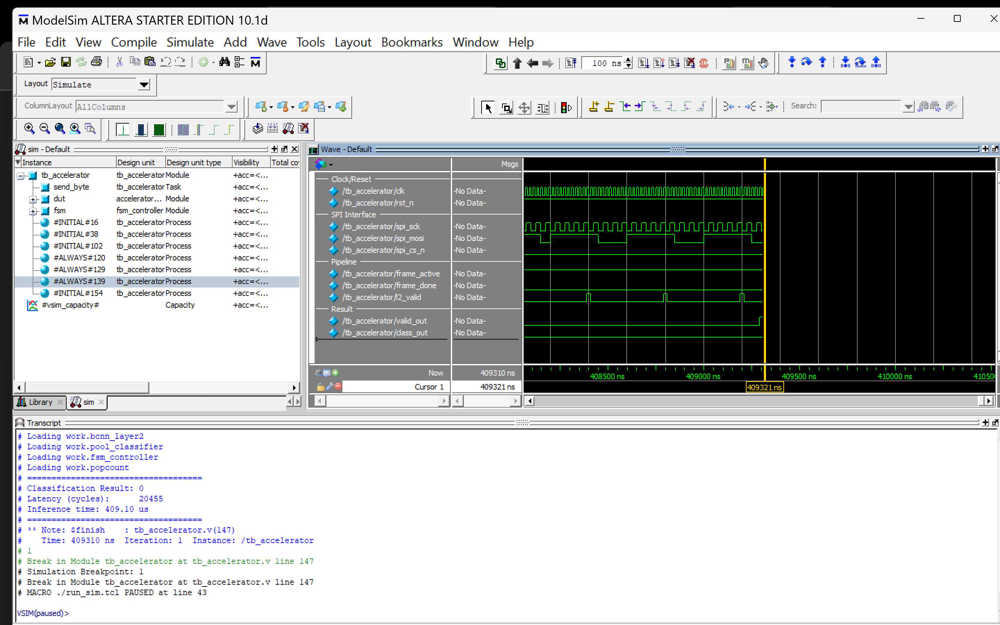 ModelSim ALTERA STARTER EDITION 10.1d
File Edit View Compile Simulate Add Wave Tools Layout Bookmarks Window Help
100 ns
Layout Simulate
ColumnLayout AllColumns
Search:
sim - Default
Instance Design unit Design unit type Visibility Total co
tb_accelerator tb_accelerator Module +acc=<...
send_byte tb_accelerator Task +acc=<...
dut accelerator... Module +acc=<...
fsm fsm_controller Module +acc=<...
#INITIAL#16 tb_accelerator Process +acc=<...
#INITIAL#38 tb_accelerator Process +acc=<...
#INITIAL#102 tb_accelerator Process +acc=<...
#ALWAYS#120 tb_accelerator Process +acc=<...
#ALWAYS#129 tb_accelerator Process +acc=<...
#ALWAYS#139 tb_accelerator Process +acc=<...
#INITIAL#154 tb_accelerator Process +acc=<...
#vsim_capacity# Capacity +acc=<...
Library sim
Wave - Default
Msgs
Clock/Reset
/tb_accelerator/clk -No Data-
/tb_accelerator/rst_n -No Data-
SPI Interface
/tb_accelerator/spi_sck -No Data-
/tb_accelerator/spi_mosi -No Data-
/tb_accelerator/spi_cs_n -No Data-
Pipeline
/tb_accelerator/frame_active -No Data-
/tb_accelerator/frame_done -No Data-
/tb_accelerator/l2_valid -No Data-
Result
/tb_accelerator/valid_out -No Data-
/tb_accelerator/class_out -No Data-
Now 409310 ns 408500 ns 409000 ns 409500 ns 410000 ns 41050
Cursor 1 409321 ns 409321 ns
Transcript
# Loading work.bcnn_layer2
# Loading work.pool_classifier
# Loading work.fsm_controller
# Loading work.popcount
# ====================================
# Classification Result: 0
# Latency (cycles): 20455
# Inference time: 409.10 us
# ====================================
# ** Note: $finish : tb_accelerator.v(147)
# Time: 409310 ns Iteration: 1 Instance: /tb_accelerator
# 1
# Break in Module tb_accelerator at tb_accelerator.v line 147
# Simulation Breakpoint: 1
# Break in Module tb_accelerator at tb_accelerator.v line 147
# MACRO ./run_sim.tcl PAUSED at line 43
VSIM(paused)>